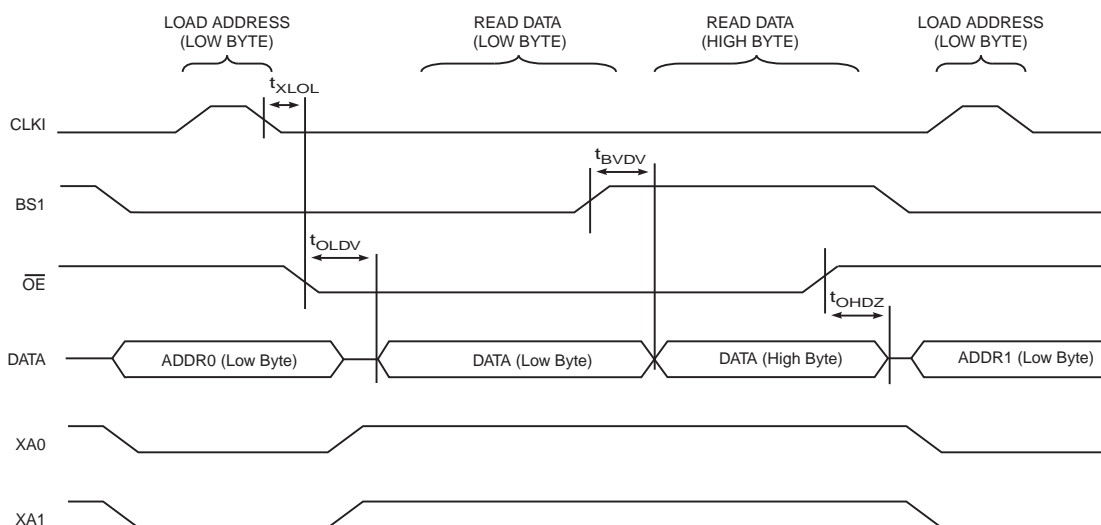 LOAD ADDRESS
(LOW BYTE)
READ DATA
(LOW BYTE)
READ DATA
(HIGH BYTE)
LOAD ADDRESS
(LOW BYTE)
tXLOL
CLKI
tBVDV
BS1
tOLDV
OE
tOHDZ
DATA
ADDR0 (Low Byte)
DATA (Low Byte)
DATA (High Byte)
ADDR1 (Low Byte)
XA0
XA1